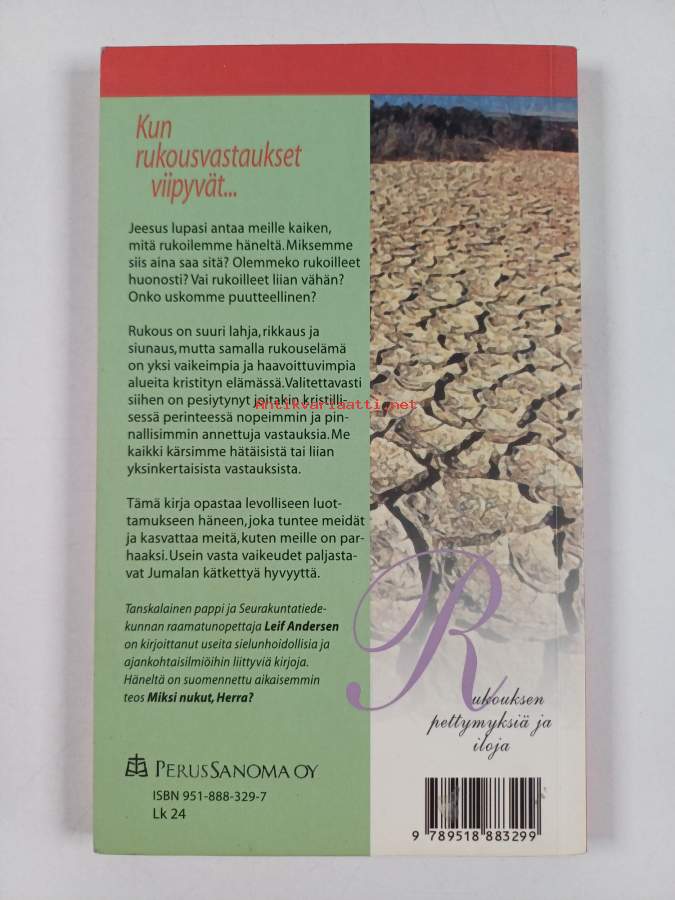 Kun
rukousvastaukset
viipyvät...
Jeesus lupasi antaa meille kaiken,
mitä rukoilemme häneltä. Miksemme
siis aina saa sitä? Olemmeko rukoilleet
huonosti? Vai rukoilleet liian vähän?
Onko uskomme puutteellinen?
Rukous on suuri lahja, rikkaus ja
siunaus, mutta samalla rukouselämä
on yksi vaikeimpia ja haavoittuvimpia
alueita kristityn elämässä. Valitettavasti
siihen on pesiytynyt joitakin kristilli-
sessä perinteessä nopeimmin ja pin-
nallisimmin annettuja vastauksia. Me
kaikki kärsimme hätäisistä tai liian
yksinkertaisista vastauksista.
Tämä kirja opastaa levolliseen luot-
tamukseen häneen, joka tuntee meidät
ja kasvattaa meitä, kuten meille on par-
haaksi. Usein vasta vaikeudet paljasta-
vat Jumalan kätkettyä hyvyyttä.
Tanskalainen pappi ja Seurakuntatiede-
kunnan raamatunopettaja Leif Andersen
on kirjoittanut useita sielunhoidollisia ja
ajankohtaisilmiöihin liittyviä kirjoja.
Häneltä on suomennettu aikaisemmin
teos Miksi nukut, Herra?
PERUSSANOMA OY
ISBN 951-888-329-7
Lk 24
Rukouksen
pettymyksiä ja
iloja
9 789518 883299
Antikvariaatti.net